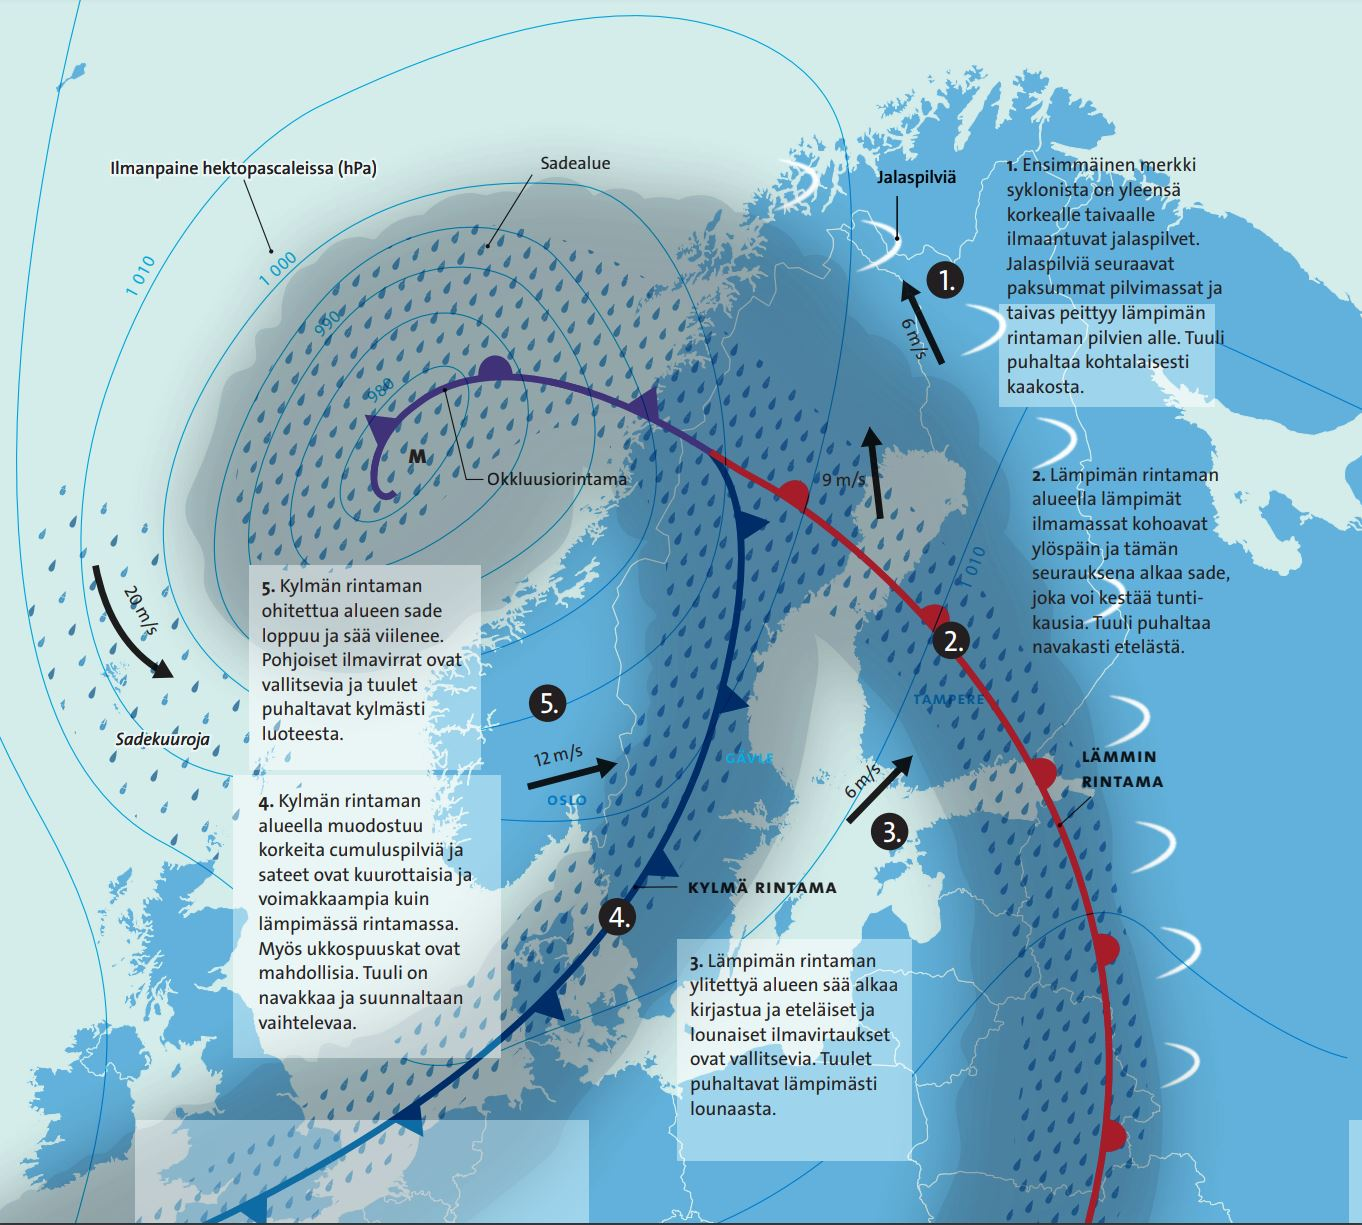 Ilmanpaine hektopascaleissa (hPa)
Sadealue
Jalaspilviä
1 010
1 000
990
980
M
Okkluusiorintama
1.
6 m/s
1. Ensimmäinen merkki
syklonista on yleensä
korkealle taivaalle
ilmaantuvat jalaspilvet.
Jalaspilviä seuraavat
paksummat pilvimassat ja
taivas peittyy lämpimän
rintaman pilvien alle. Tuuli
puhaltaa kohtalaisesti
kaakosta.
9 m/s
2. Lämpimän rintaman
alueella lämpimät
ilmamassat kohoavat
ylöspäin ja tämän
seurauksena alkaa sade,
joka voi kestää tunti-
kausia. Tuuli puhaltaa
navakasti etelästä.
1 010
2.
TAMPERE
20 m/s
Sadekuuroja
5. Kylmän rintaman
ohitettua alueen sade
loppuu ja sää viilenee.
Pohjoiset ilmavirrat ovat
vallitsevia ja tuulet
puhaltavat kylmästi
luoteesta.
5.
12 m/s
OSLO
GÄVLE
6 m/s
3.
LÄMMIN
RINTAMA
4. Kylmän rintaman
alueella muodostuu
korkeita cumuluspilviä ja
sateet ovat kuurottaisia ja
voimakkaampia kuin
lämpimässä rintamassa.
Myös ukkospuuskat ovat
mahdollisia. Tuuli on
navakkaa ja suunnaltaan
vaihtelevaa.
KYLMÄ RINTAMA
4.
3. Lämpimän rintaman
ylitettyä alueen sää alkaa
kirjastua ja eteläiset ja
lounaiset ilmavirtaukset
ovat vallitsevia. Tuulet
puhaltavat lämpimästi
lounaasta.